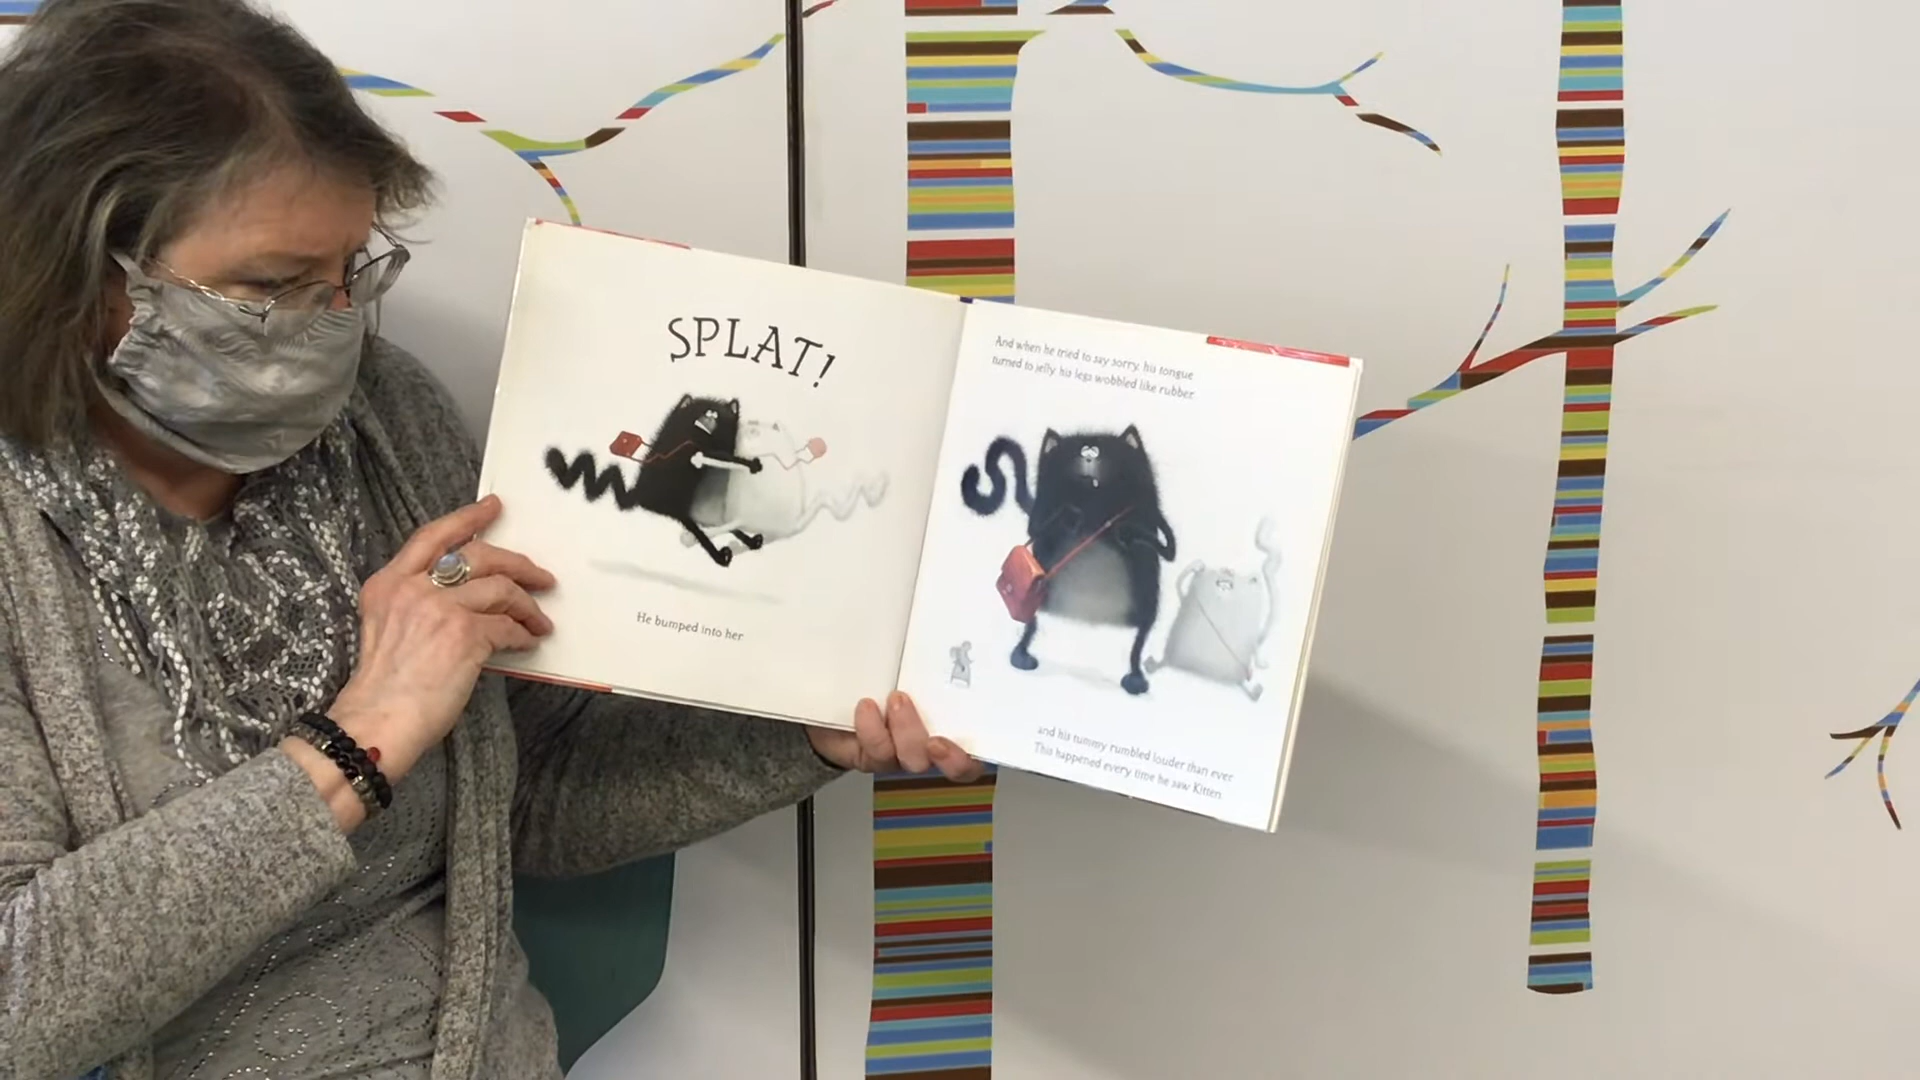 SPLAT!
He bumped into her
And when he tried to say sorry, his tongue
turned to jelly, his legs wobbled like rubber,
and his tummy rumbled louder than ever.
This happened every time he saw Kitten.